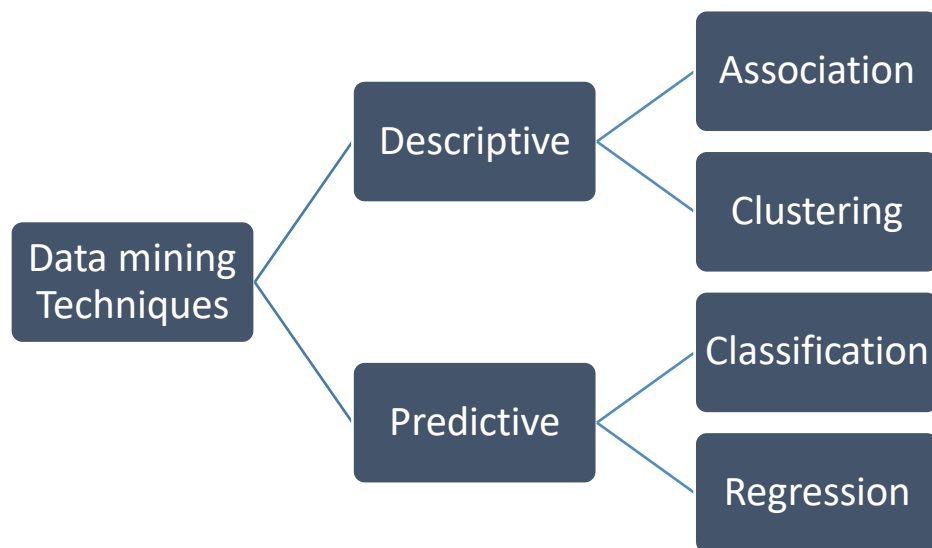 Data mining
Techniques
Descriptive
Association
Clustering
Predictive
Classification
Regression